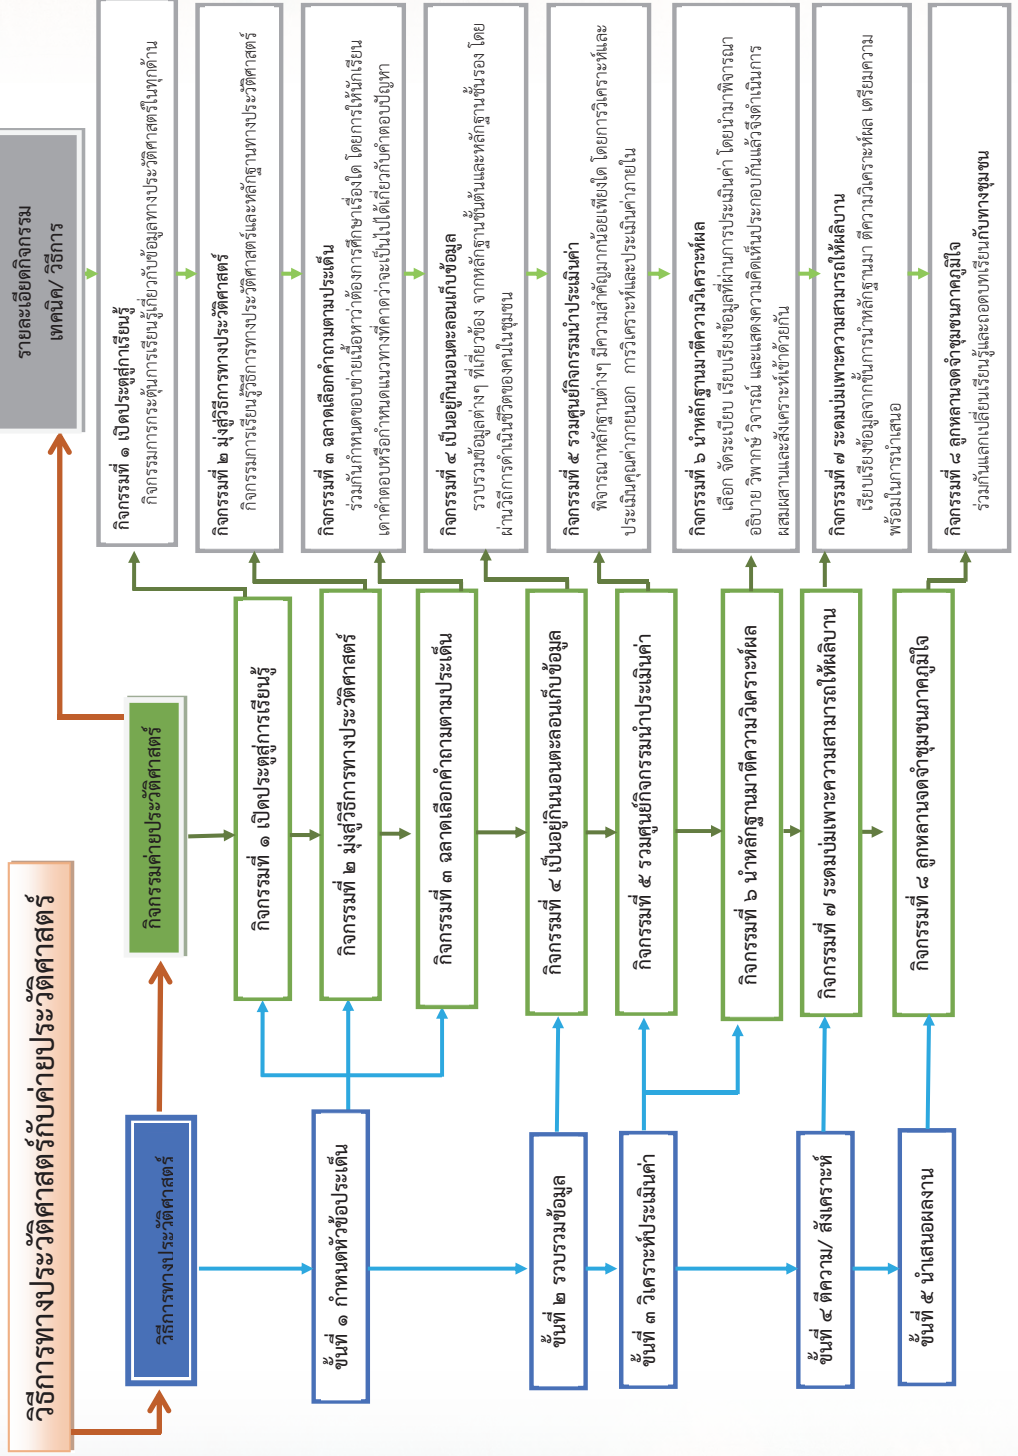 วิธีการทางประวัติศาสตร์กับค่ายประวัติศาสตร์
วิธีการทางประวัติศาสตร์
ขั้นที่ ๑ กำหนดหัวข้อประเด็น
ขั้นที่ ๒ รวบรวมข้อมูล
ขั้นที่ ๓ วิเคราะห์ประเมินค่า
ขั้นที่ ๔ ตีความ/ สังเคราะห์
ขั้นที่ ๕ นำเสนอผลงาน
กิจกรรมค่ายประวัติศาสตร์
กิจกรรมที่ ๑ เปิดประตูสู่การเรียนรู้
กิจกรรมที่ ๒ มุ่งสู่วิธีการทางประวัติศาสตร์
กิจกรรมที่ ๓ ฉลาดเลือกคำถามตามประเด็น
กิจกรรมที่ ๔ เป็นอยู่กินนอนตะลอนเก็บข้อมูล
กิจกรรมที่ ๕ รวมศูนย์กิจกรรมนำประเมินค่า
กิจกรรมที่ ๖ นำหลักฐานมาตีความวิเคราะห์ผล
กิจกรรมที่ ๗ ระดมบ่มเพาะความสามารถให้ผลิบาน
กิจกรรมที่ ๘ ลูกหลานจดจำชุมชนภาคภูมิใจ
รายละเอียดกิจกรรม
เทคนิค/ วิธีการ
กิจกรรมที่ ๑ เปิดประตูสู่กาเรียนรู้
กิจกรรมการกระตุ้นการเรียนรู้เกี่ยวกับข้อมูลทางประวัติศาสตร์ในทุกด้าน
กิจกรรมที่ ๒ มุ่งสู่วิธีการทางประวัติศาสตร์
กิจกรรมการเรียนรู้วิธีการทางประวัติศาสตร์และหลักฐานทางประวัติศาสตร์
กิจกรรมที่ ๓ ฉลาดเลือกคำถามตามประเด็น
ร่วมกันกำหนดขอบข่ายเนื้อหาว่าต้องการศึกษาเรื่องใด โดยการให้นักเรียน
เดาคำตอบหรือกำหนดแนวทางที่คาดว่าจะเป็นไปได้เกี่ยวกับคำตอบปัญหา
กิจกรรมที่ ๔ เป็นอยู่กินนอนตะลอนเก็บข้อมูล
รวบรวมข้อมูลต่างๆ ที่เกี่ยวข้อง จากหลักฐานชั้นต้นและหลักฐานชั้นรอง โดย
ผ่านวิถีการดำเนินชีวิตของคนในชุมชน
กิจกรรมที่ ๕ รวมศูนย์กิจกรรมนำประเมินค่า
พิจารณาหลักฐานต่างๆ มีความสำคัญมากน้อยเพียงใด โดยการวิเคราะห์และ
ประเมินคุณค่าภายนอก การวิเคราะห์และประเมินค่าภายใน
กิจกรรมที่ ๖ นำหลักฐานมาตีความวิเคราะห์ผล
เลือก จัดระเบียบ เรียบเรียงข้อมูลที่ผ่านการประเมินค่า โดยนำมาพิจารณา
อธิบาย วิพากษ์ วิจารณ์ และแสดงความคิดเห็นประกอบกันแล้วจึงดำเนินการ
ผสมผสานและสังเคราะห์เข้าด้วยกัน
กิจกรรมที่ ๗ ระดมบ่มเพาะความสามารถให้ผลิบาน
เรียบเรียงข้อมูลจากขั้นการนำหลักฐานมา ตีความวิเคราะห์ผล เตรียมความ
พร้อมในการนำเสนอ
กิจกรรมที่ ๘ ลูกหลานจดจำชุมชนภาคภูมิใจ
ร่วมกันแลกเปลี่ยนเรียนรู้และถอดบทเรียนกับทางชุมชน